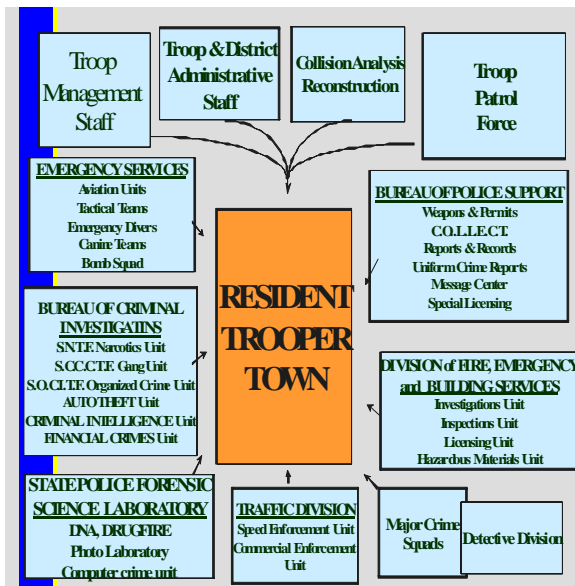 Troop
Management
Staff
Troop & District
Administrative
Staff
Collision Analysis
Reconstruction
Troop
Patrol
Force
EMERGENCY SERVICES
Aviation Units
Tactical Teams
Emergency Divers
Canine Teams
Bomb Squad
BUREAU OF POLICE SUPPORT
Weapons & Permits
C.O.L.L.E.C.T.
Reports & Records
Uniform Crime Reports
Message Center
Special Licensing
RESIDENT
TROOPER
TOWN
BUREAU OF CRIMINAL
INVESTIGATINS
S.N.T.F. Narcotics Unit
S.C.C.C.T.F. Gang Unit
S.O.C.I.T.F. Organized Crime Unit
AUTO THEFT Unit
CRIMINAL INTELLIGENCE Unit
FINANCIAL CRIMES Unit
DIVISION of FIRE, EMERGENCY
and BUILDING SERVICES
Investigations Unit
Inspections Unit
Licensing Unit
Hazardous Materials Unit
STATE POLICE FORENSIC
SCIENCE LABORATORY
DNA, DRUGFIRE
Photo Laboratory
Computer crime unit
TRAFFIC DIVISION
Speed Enforcement Unit
Commercial Enforcement
Unit
Major Crime
Squads
Detective Division